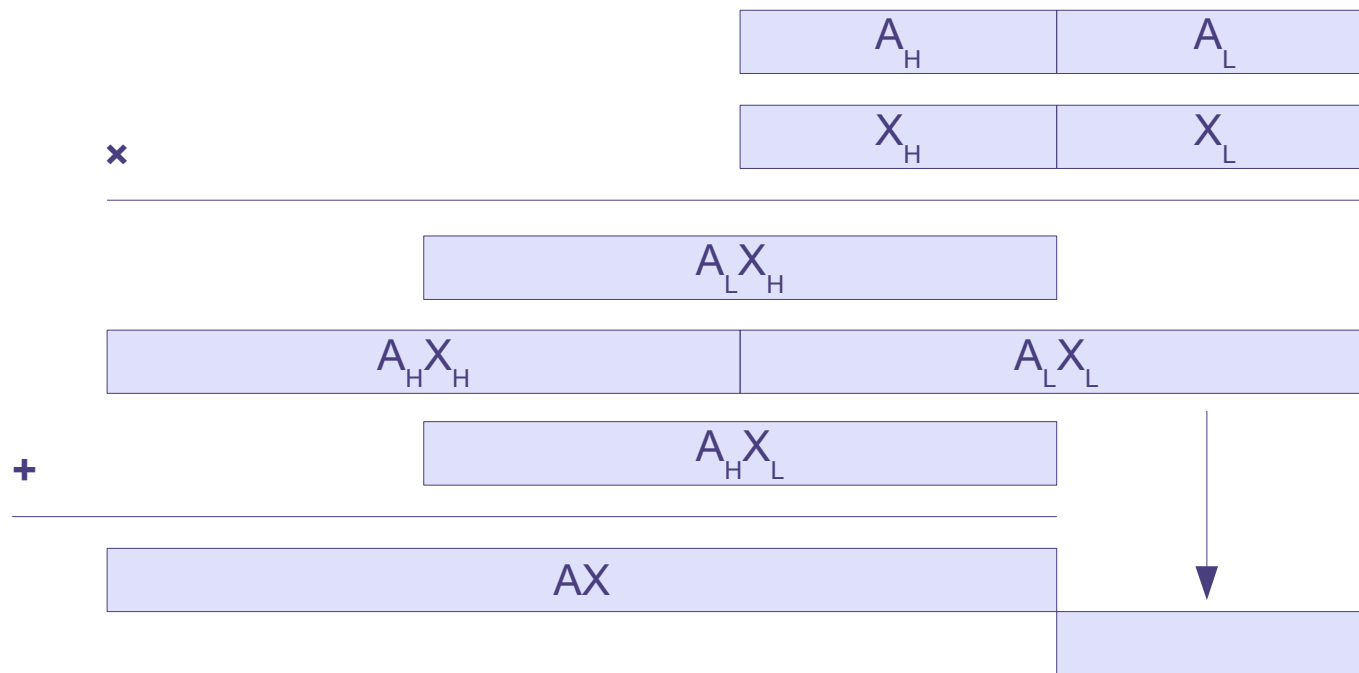 A_H A_L
X_H X_L
×
A_L X_H
A_H X_H A_L X_L
A_H X_L
+
AX